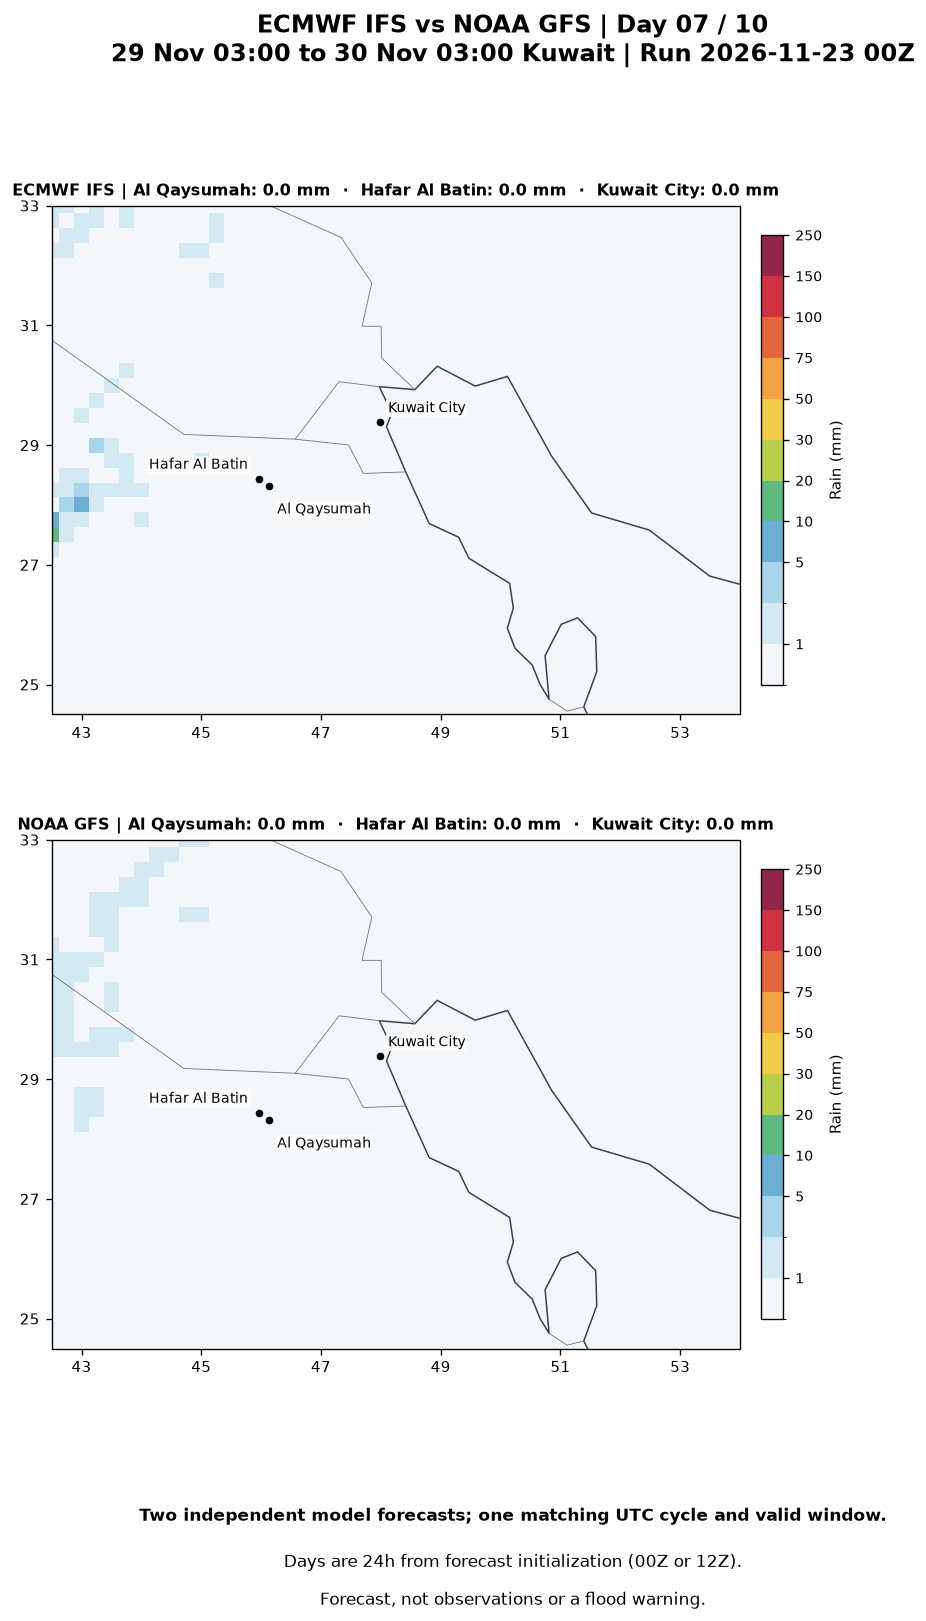 ECMWF IFS vs NOAA GFS | Day 07 / 10
29 Nov 03:00 to 30 Nov 03:00 Kuwait | Run 2026-11-23 00Z
ECMWF IFS | Al Qaysumah: 0.0 mm · Hafar Al Batin: 0.0 mm · Kuwait City: 0.0 mm
33
31
29
27
25
Kuwait City
Hafar Al Batin
Al Qaysumah
43 45 47 49 51 53
250
150
100
75
50
30
20
10
5
1
Rain (mm)
NOAA GFS | Al Qaysumah: 0.0 mm · Hafar Al Batin: 0.0 mm · Kuwait City: 0.0 mm
33
31
29
27
25
Kuwait City
Hafar Al Batin
Al Qaysumah
43 45 47 49 51 53
250
150
100
75
50
30
20
10
5
1
Rain (mm)
Two independent model forecasts; one matching UTC cycle and valid window.
Days are 24h from forecast initialization (00Z or 12Z).
Forecast, not observations or a flood warning.